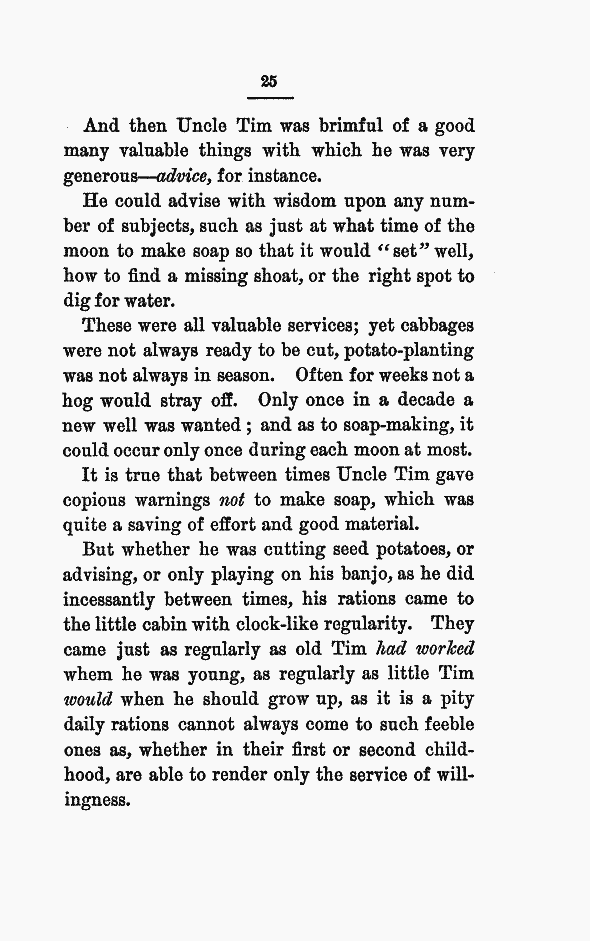 25
And then Uncle Tim was brimful of a good
many valuable things with which he was very
generous—advice, for instance.
He could advise with wisdom upon any num-
ber of subjects, such as just at what time of the
moon to make soap so that it would “set” well,
how to find a missing shoat, or the right spot to
dig for water.
These were all valuable services; yet cabbages
were not always ready to be cut, potato-planting
was not always in season. Often for weeks not a
hog would stray off. Only once in a decade a
new well was wanted; and as to soap-making, it
could occur only once during each moon at most.
It is true that between times Uncle Tim gave
copious warnings not to make soap, which was
quite a saving of effort and good material.
But whether he was cutting seed potatoes, or
advising, or only playing on his banjo, as he did
incessantly between times, his rations came to
the little cabin with clock-like regularity. They
came just as regularly as old Tim had worked
whem he was young, as regularly as little Tim
would when he should grow up, as it is a pity
daily rations cannot always come to such feeble
ones as, whether in their first or second child-
hood, are able to render only the service of will-
ingness.